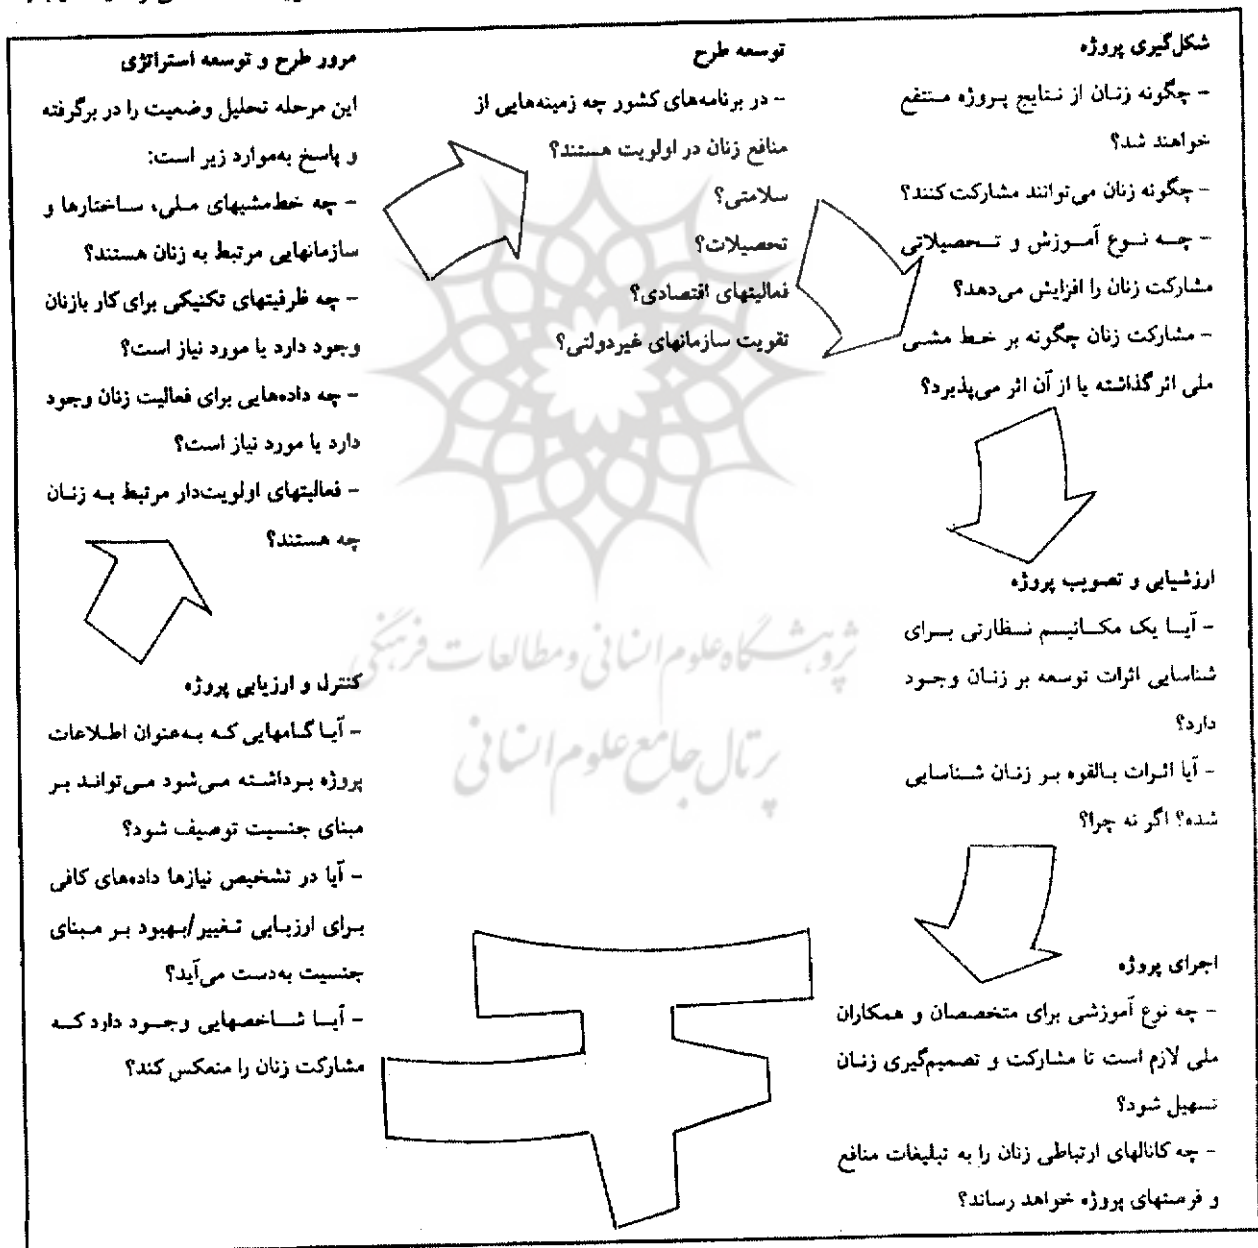 شکل‌گیری پروژه
- چگونه زنان از نتایج پروژه منتفع
خواهند شد؟
- چگونه زنان می‌توانند مشارکت کنند؟
- چه نوع آموزش و تحصیلاتی
مشارکت زنان را افزایش می‌دهد؟
- مشارکت زنان چگونه بر خط مشی
ملی اثر گذاشته یا از آن اثر می‌پذیرد؟
توسعه طرح
- در برنامه‌های کشور چه زمینه‌هایی از
منافع زنان در اولویت هستند؟
سلامتی؟
تحصیلات؟
فعالیتهای اقتصادی؟
تقویت سازمانهای غیردولتی؟
مرور طرح و توسعه استراتژی
این مرحله تحلیل وضعیت را در برگرفته
و پاسخ به‌موارد زیر است:
- چه خط‌مشیهای ملی، ساختارها و
سازمانهایی مرتبط به زنان هستند؟
- چه ظرفیتهای تکنیکی برای کار بازنان
وجود دارد یا مورد نیاز است؟
- چه داده‌هایی برای فعالیت زنان وجود
دارد یا مورد نیاز است؟
- فعالیتهای اولویت‌دار مرتبط به زنان
چه هستند؟
ارزشیابی و تصویب پروژه
- آیا یک مکانیسم نظارتی برای
شناسایی اثرات توسعه بر زنان وجود
دارد؟
- آیا اثرات بالقوه بر زنان شناسایی
شده؟ اگر نه چرا؟
اجرای پروژه
- چه نوع آموزشی برای متخصصان و همکاران
ملی لازم است تا مشارکت و تصمیم‌گیری زنان
تسهیل شود؟
- چه کانالهای ارتباطی زنان را به تبلیغات منافع
و فرصتهای پروژه خواهد رساند؟
کنترل و ارزیابی پروژه
- آیا گامهایی که به‌عنوان اطلاعات
پروژه برداشته می‌شود می‌تواند بر
مبنای جنسیت توصیف شود؟
- آیا در تشخیص نیازها داده‌های کافی
برای ارزیابی تغییر/بهبود بر مبنای
جنسیت به‌دست می‌آید؟
- آیا شاخصهایی وجود دارد که
مشارکت زنان را منعکس کند؟
پژوهشگاه علوم انسانی و مطالعات فرهنگی
پرتال جامع علوم انسانی